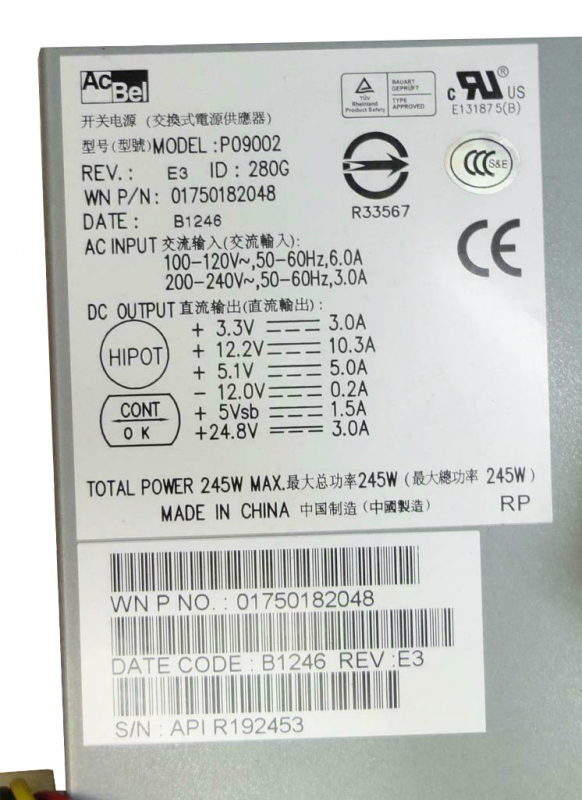 AcBel
TÜV Rheinland Product Safety
BAUART GEPRÜFT
TYPE APPROVED
c RU® US
E131875(B)
开关电源 (交換式電源供應器)
型号(型號)MODEL:PO9002
REV.: E3 ID: 280G
WN P/N: 01750182048
DATE: B1246
R33567
CCC S&E
CE
AC INPUT 交流输入(交流輸入):
100-120V~,50-60Hz,6.0A
200-240V~,50-60Hz,3.0A
DC OUTPUT 直流输出(直流輸出):
HIPOT
CONT
OK
+ 3.3V 3.0A
+ 12.2V 10.3A
+ 5.1V 5.0A
- 12.0V 0.2A
+ 5Vsb 1.5A
+24.8V 3.0A
TOTAL POWER 245W MAX.最大总功率245W (最大總功率 245W)
MADE IN CHINA 中国制造 (中國製造)
RP
WN P NO. : 01750182048
DATE CODE : B1246 REV :E3
S/N : API R192453